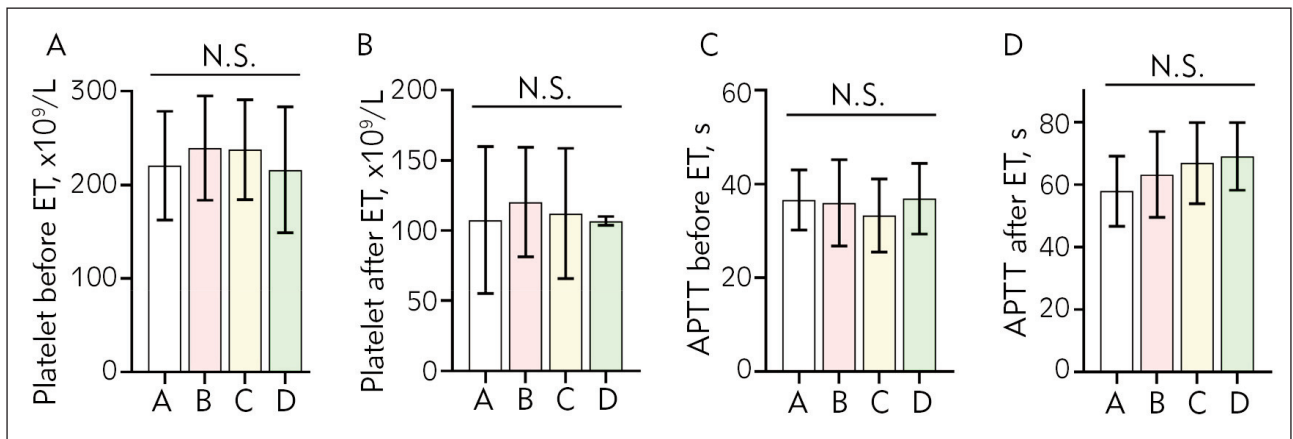 A
N.S.
Platelet before ET, x10⁹/L
300
200
100
0
A B C D
B
N.S.
Platelet after ET, x10⁹/L
200
150
100
50
0
A B C D
C
N.S.
APTT before ET, s
60
40
20
0
A B C D
D
N.S.
APTT after ET, s
80
60
40
20
0
A B C D